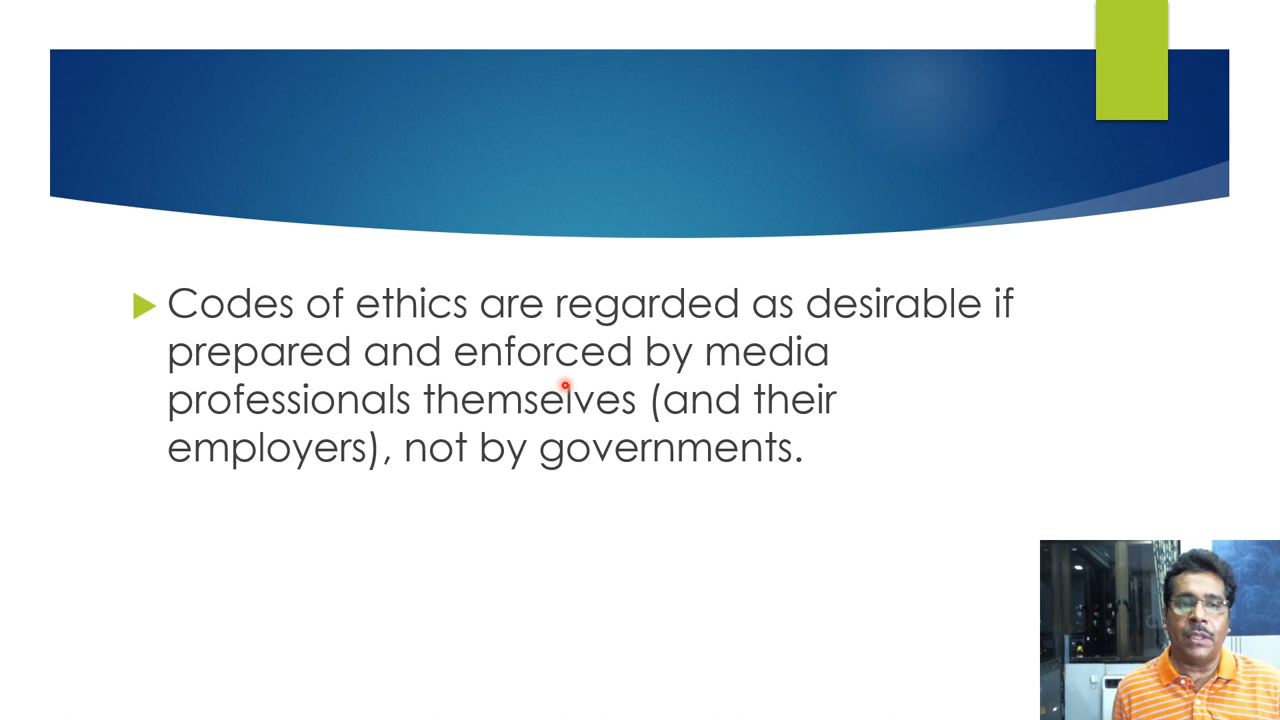 Codes of ethics are regarded as desirable if
prepared and enforced by media
professionals themselves (and their
employers), not by governments.